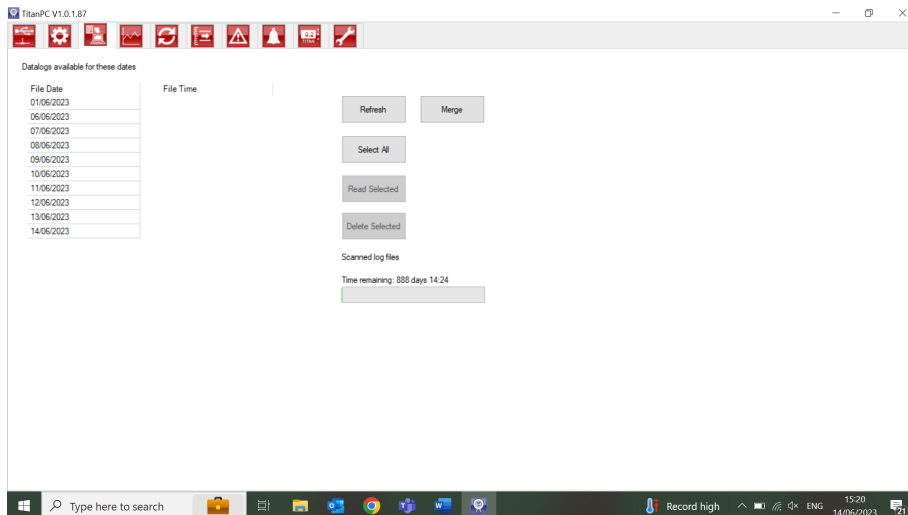 TitanPC V1.0.1.87
0.2
TITAN
Datalogs available for these dates
File Date File Time
01/06/2023
06/06/2023
07/06/2023
08/06/2023
09/06/2023
10/06/2023
11/06/2023
12/06/2023
13/06/2023
14/06/2023
Refresh Merge
Select All
Read Selected
Delete Selected
Scanned log files
Time remaining: 888 days 14:24
Type here to search
Record high
ENG
15:20
14/06/2023
21